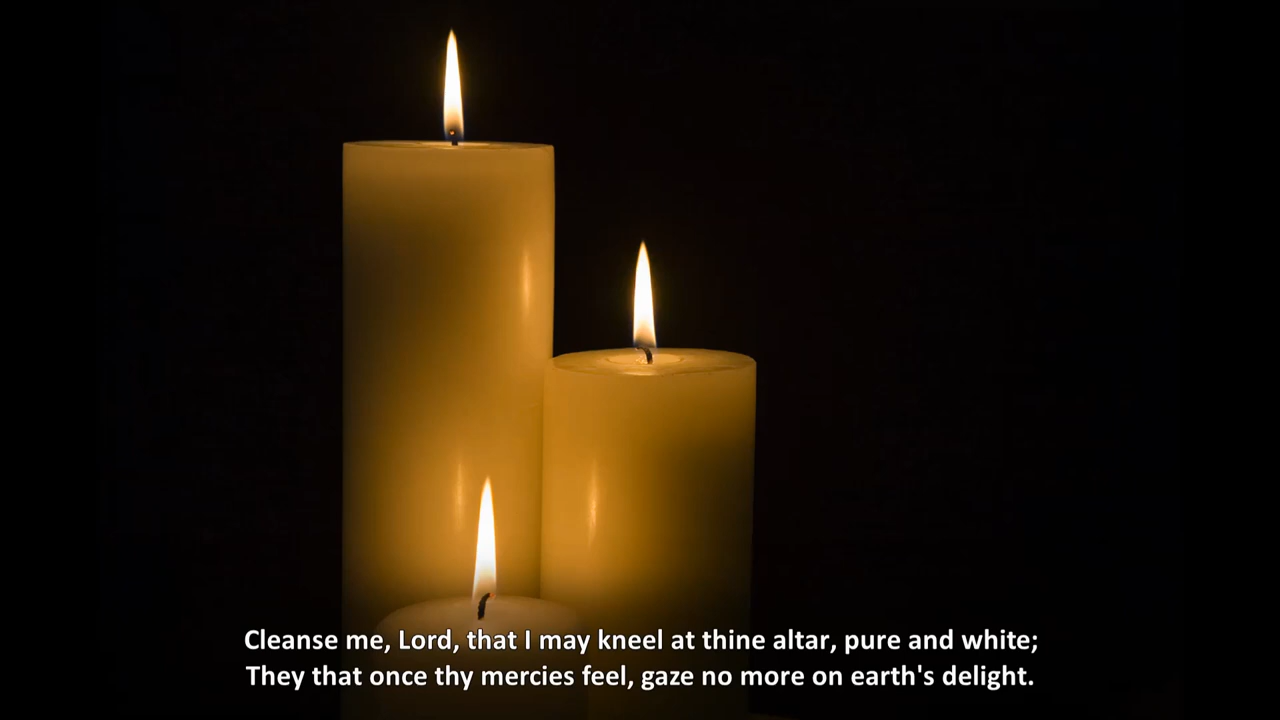 Cleanse me, Lord, that I may kneel at thine altar, pure and white;
They that once thy mercies feel, gaze no more on earth's delight.